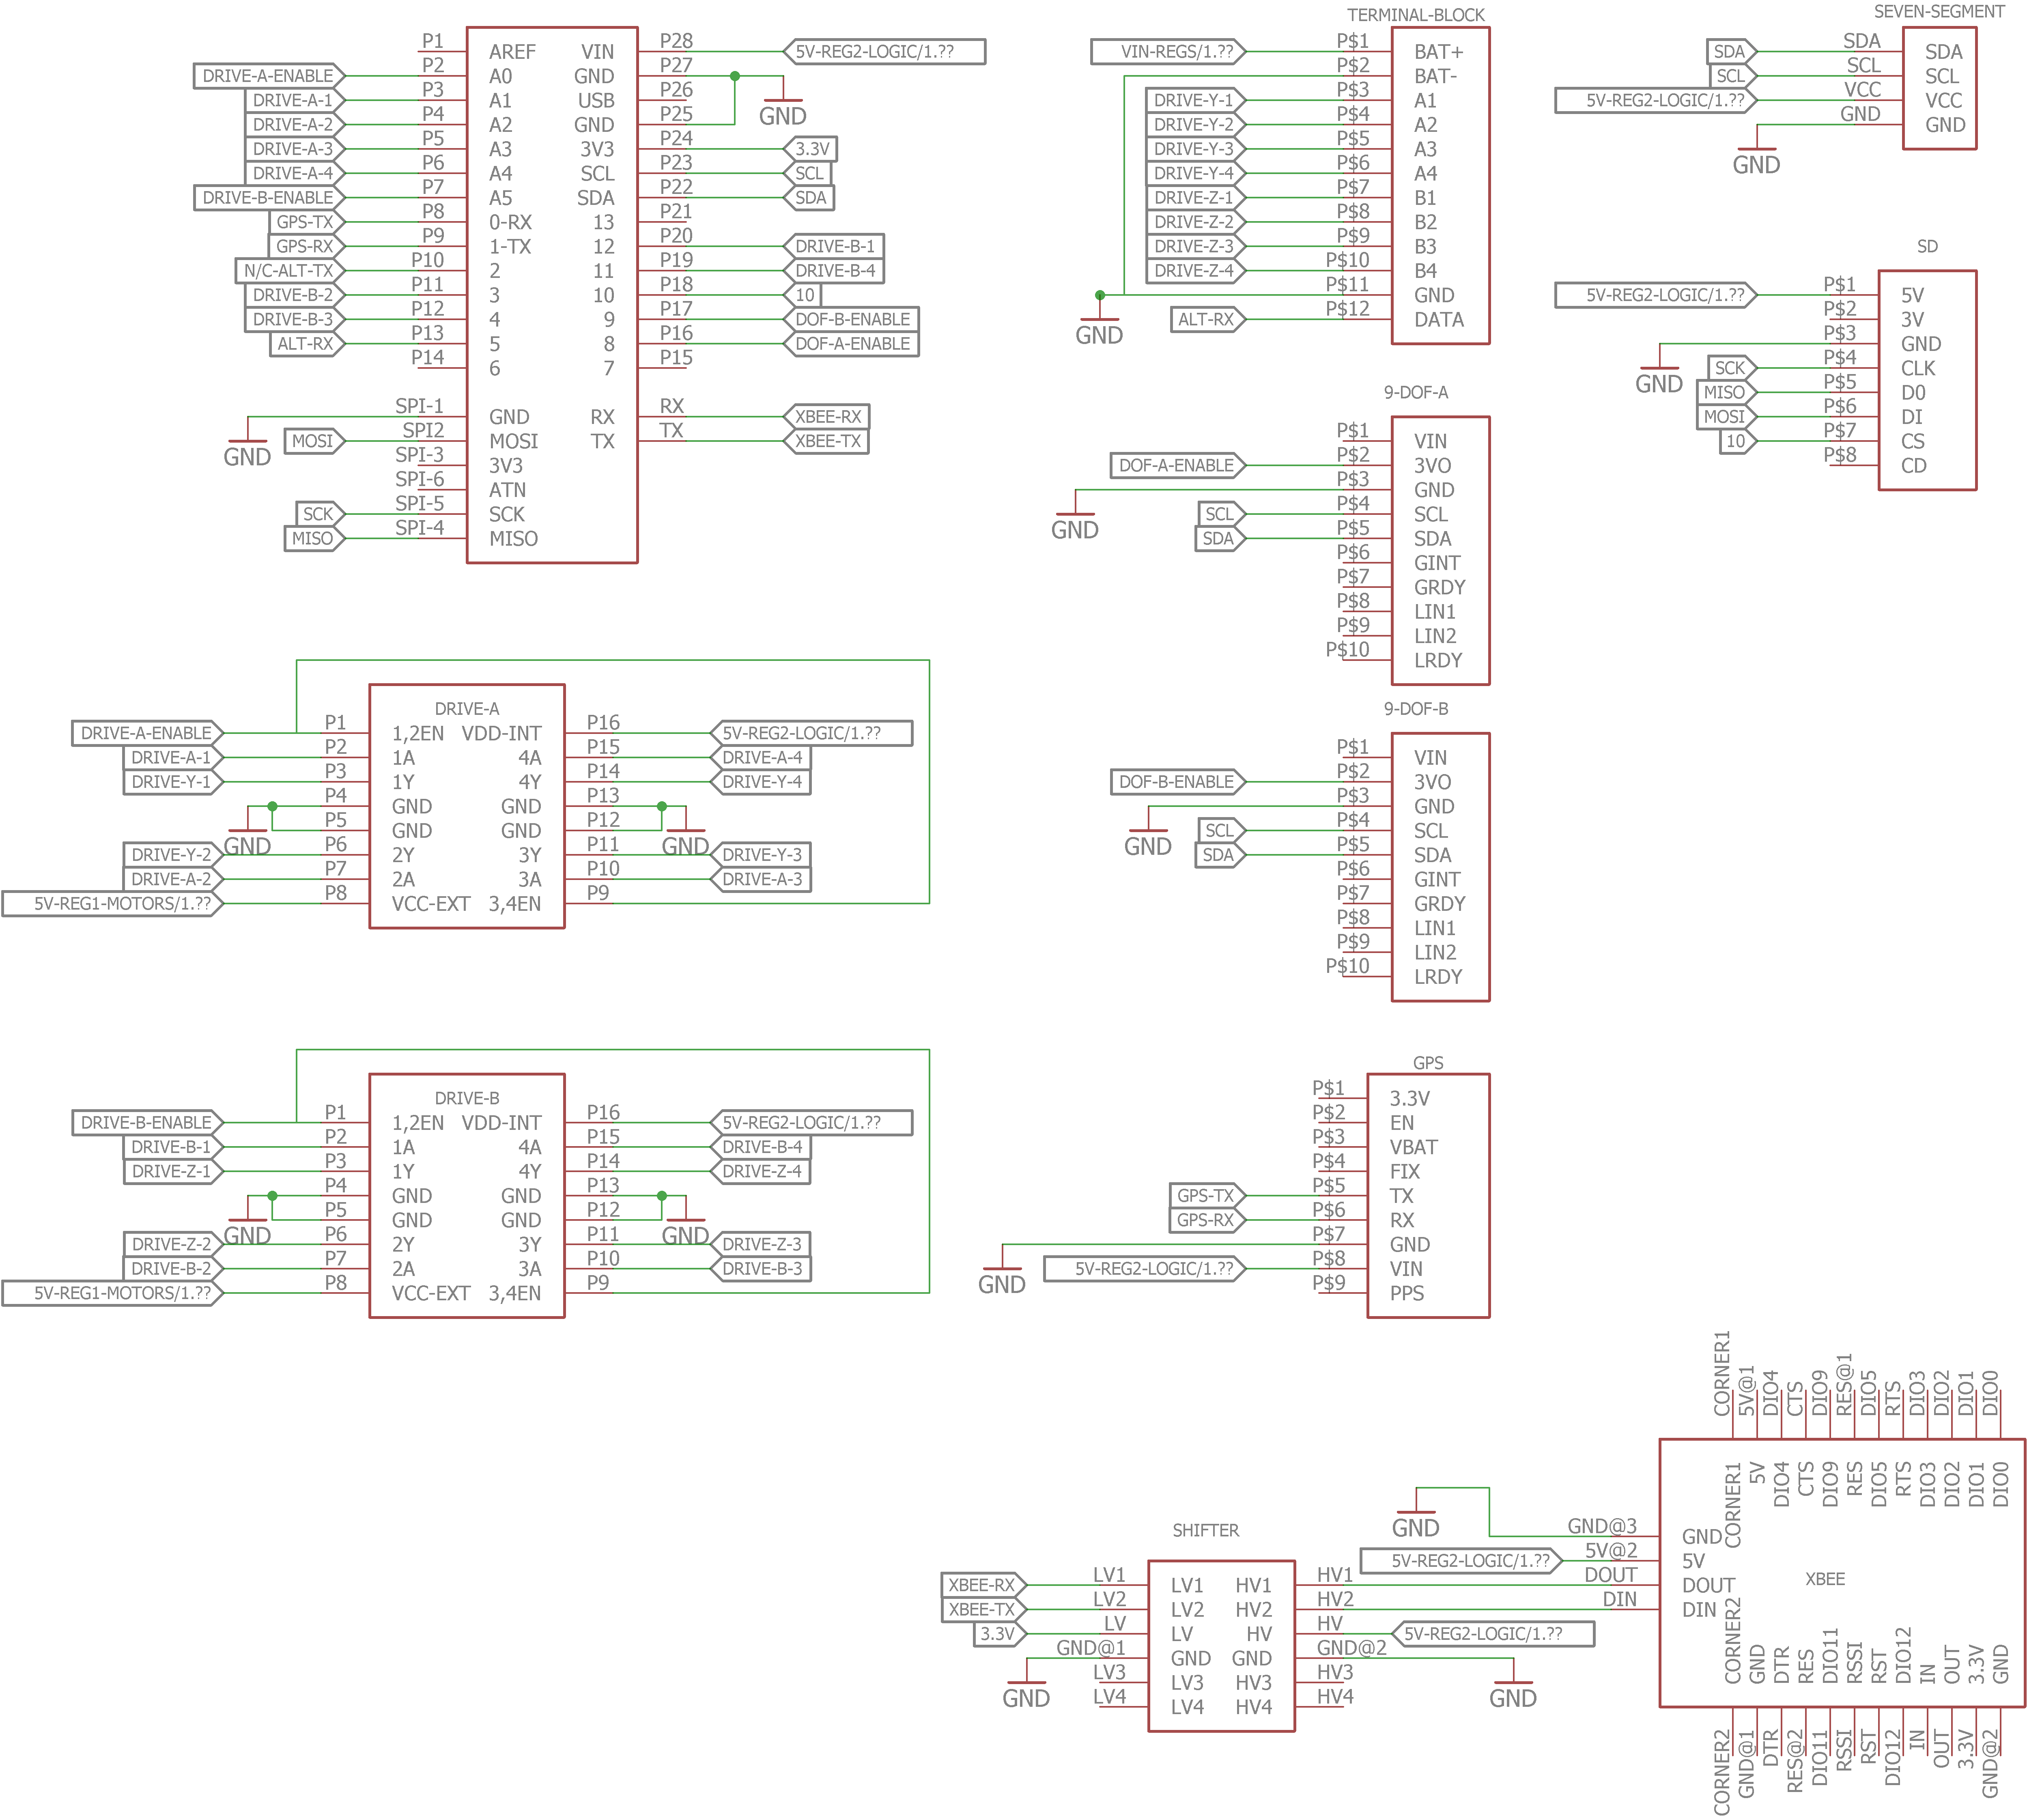 P1 AREF VIN P28 5V-REG2-LOGIC/1.??
DRIVE-A-ENABLE P2 A0 GND P27
DRIVE-A-1 P3 A1 USB P26 GND
DRIVE-A-2 P4 A2 GND P25
DRIVE-A-3 P5 A3 3V3 P24 3.3V
DRIVE-A-4 P6 A4 SCL P23 SCL
DRIVE-B-ENABLE P7 A5 SDA P22 SDA
GPS-TX P8 0-RX 13 P21
GPS-RX P9 1-TX 12 P20 DRIVE-B-1
N/C-ALT-TX P10 2 11 P19 DRIVE-B-4
DRIVE-B-2 P11 3 10 P18 10
DRIVE-B-3 P12 4 9 P17 DOF-B-ENABLE
ALT-RX P13 5 8 P16 DOF-A-ENABLE
P14 6 7 P15
SPI-1 GND RX RX XBEE-RX
GND MOSI SPI2 MOSI TX TX XBEE-TX
SPI-3 3V3
SPI-6 ATN
SCK SPI-5 SCK
MISO SPI-4 MISO
TERMINAL-BLOCK
VIN-REGS/1.?? P$1 BAT+
P$2 BAT-
DRIVE-Y-1 P$3 A1
DRIVE-Y-2 P$4 A2
DRIVE-Y-3 P$5 A3
DRIVE-Y-4 P$6 A4
DRIVE-Z-1 P$7 B1
DRIVE-Z-2 P$8 B2
DRIVE-Z-3 P$9 B3
DRIVE-Z-4 P$10 B4
P$11 GND
GND ALT-RX P$12 DATA
SEVEN-SEGMENT
SDA SDA SDA
SCL SCL SCL
5V-REG2-LOGIC/1.?? VCC VCC
GND GND
GND
SD
5V-REG2-LOGIC/1.?? P$1 5V
P$2 3V
P$3 GND
GND SCK P$4 CLK
MISO P$5 D0
MOSI P$6 DI
10 P$7 CS
P$8 CD
9-DOF-A
P$1 VIN
DOF-A-ENABLE P$2 3VO
P$3 GND
GND SCL P$4 SCL
SDA P$5 SDA
P$6 GINT
P$7 GRDY
P$8 LIN1
P$9 LIN2
P$10 LRDY
9-DOF-B
P$1 VIN
DOF-B-ENABLE P$2 3VO
P$3 GND
GND SCL P$4 SCL
SDA P$5 SDA
P$6 GINT
P$7 GRDY
P$8 LIN1
P$9 LIN2
P$10 LRDY
DRIVE-A
DRIVE-A-ENABLE P1 1,2EN VDD-INT P16 5V-REG2-LOGIC/1.??
DRIVE-A-1 P2 1A 4A P15 DRIVE-A-4
DRIVE-Y-1 P3 1Y 4Y P14 DRIVE-Y-4
P4 GND GND P13
GND P5 GND GND P12 GND
DRIVE-Y-2 P6 2Y 3Y P11 DRIVE-Y-3
DRIVE-A-2 P7 2A 3A P10 DRIVE-A-3
5V-REG1-MOTORS/1.?? P8 VCC-EXT 3,4EN P9
DRIVE-B
DRIVE-B-ENABLE P1 1,2EN VDD-INT P16 5V-REG2-LOGIC/1.??
DRIVE-B-1 P2 1A 4A P15 DRIVE-B-4
DRIVE-Z-1 P3 1Y 4Y P14 DRIVE-Z-4
P4 GND GND P13
GND P5 GND GND P12 GND
DRIVE-Z-2 P6 2Y 3Y P11 DRIVE-Z-3
DRIVE-B-2 P7 2A 3A P10 DRIVE-B-3
5V-REG1-MOTORS/1.?? P8 VCC-EXT 3,4EN P9
GPS
P$1 3.3V
P$2 EN
P$3 VBAT
P$4 FIX
GPS-TX P$5 TX
GPS-RX P$6 RX
P$7 GND
GND 5V-REG2-LOGIC/1.?? P$8 VIN
P$9 PPS
SHIFTER
XBEE-RX LV1 LV1 HV1 HV1
XBEE-TX LV2 LV2 HV2 HV2
3.3V LV LV HV HV 5V-REG2-LOGIC/1.??
GND@1 GND GND GND@2
GND LV3 LV3 HV3 HV3 GND
LV4 LV4 HV4 HV4
CORNER1 5V@1 DIO4 CTS DIO9 RES@1 DIO5 RTS DIO3 DIO2 DIO1 DIO0
CORNER1 5V DIO4 CTS DIO9 RES DIO5 RTS DIO3 DIO2 DIO1 DIO0
GND GND@3 GND
5V-REG2-LOGIC/1.?? 5V@2 5V
DOUT DOUT
DIN DIN
XBEE
CORNER2 GND DTR RES DIO11 RSSI RST DIO12 IN OUT 3.3V GND
CORNER2 GND@1 DTR RES@2 DIO11 RSSI RST DIO12 IN OUT 3.3V GND@2